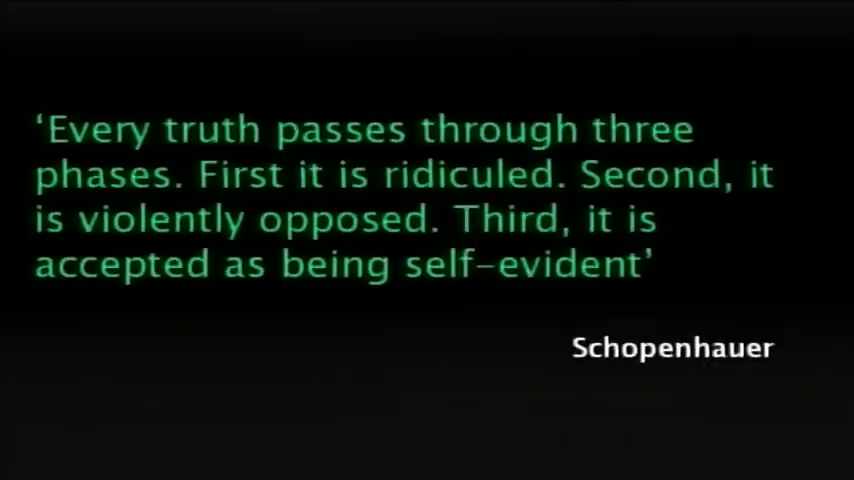 ‘Every truth passes through three
phases. First it is ridiculed. Second, it
is violently opposed. Third, it is
accepted as being self-evident’
Schopenhauer